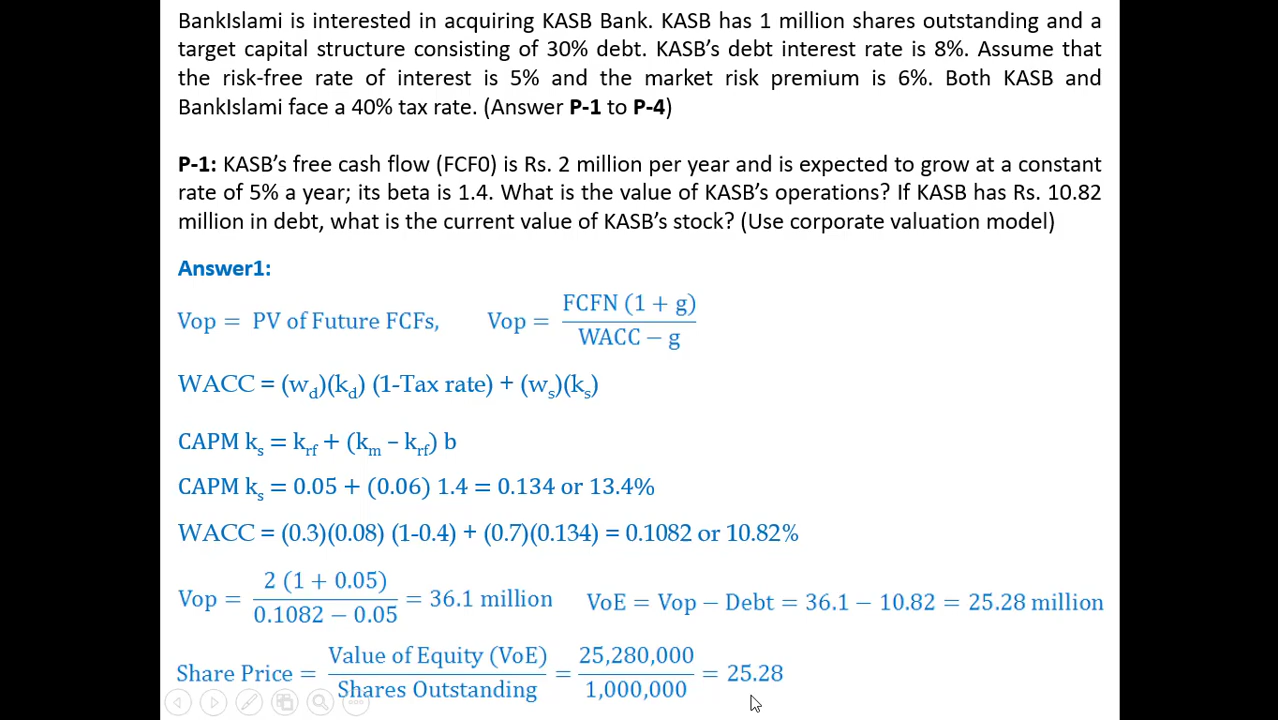 BankIslami is interested in acquiring KASB Bank. KASB has 1 million shares outstanding and a
target capital structure consisting of 30% debt. KASB’s debt interest rate is 8%. Assume that
the risk-free rate of interest is 5% and the market risk premium is 6%. Both KASB and
BankIslami face a 40% tax rate. (Answer P-1 to P-4)
P-1: KASB’s free cash flow (FCF0) is Rs. 2 million per year and is expected to grow at a constant
rate of 5% a year; its beta is 1.4. What is the value of KASB’s operations? If KASB has Rs. 10.82
million in debt, what is the current value of KASB’s stock? (Use corporate valuation model)
Answer1:
Vop = PV of Future FCFs, Vop = FCFN (1 + g) / WACC − g
WACC = (wd)(kd) (1-Tax rate) + (ws)(ks)
CAPM ks = krf + (km – krf) b
CAPM ks = 0.05 + (0.06) 1.4 = 0.134 or 13.4%
WACC = (0.3)(0.08) (1-0.4) + (0.7)(0.134) = 0.1082 or 10.82%
Vop = 2 (1 + 0.05) / 0.1082 − 0.05 = 36.1 million VoE = Vop − Debt = 36.1 − 10.82 = 25.28 million
Share Price = Value of Equity (VoE) / Shares Outstanding = 25,280,000 / 1,000,000 = 25.28